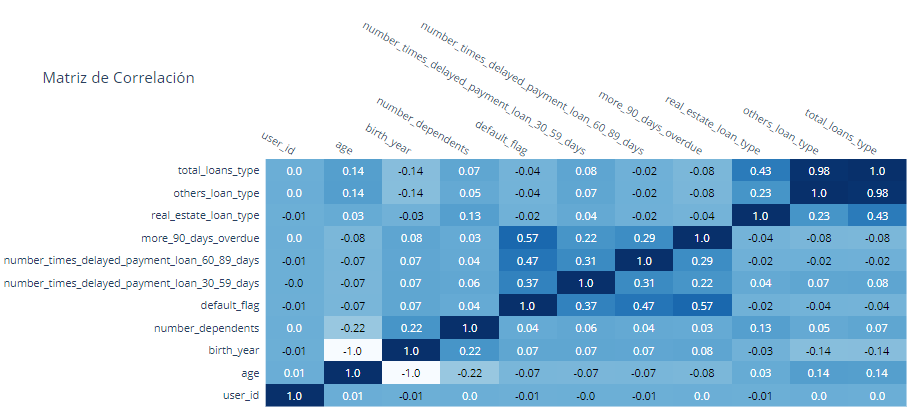 Matriz de Correlación
user_id
age
birth_year
number_dependents
default_flag
number_times_delayed_payment_loan_30_59_days
number_times_delayed_payment_loan_60_89_days
more_90_days_overdue
real_estate_loan_type
others_loan_type
total_loans_type
total_loans_type 0.0 0.14 -0.14 0.07 -0.04 0.08 -0.02 -0.08 0.43 0.98 1.0
others_loan_type 0.0 0.14 -0.14 0.05 -0.04 0.07 -0.02 -0.08 0.23 1.0 0.98
real_estate_loan_type -0.01 0.03 -0.03 0.13 -0.02 0.04 -0.02 -0.04 1.0 0.23 0.43
more_90_days_overdue 0.0 -0.08 0.08 0.03 0.57 0.22 0.29 1.0 -0.04 -0.08 -0.08
number_times_delayed_payment_loan_60_89_days -0.01 -0.07 0.07 0.04 0.47 0.31 1.0 0.29 -0.02 -0.02 -0.02
number_times_delayed_payment_loan_30_59_days -0.0 -0.07 0.07 0.06 0.37 1.0 0.31 0.22 0.04 0.07 0.08
default_flag -0.01 -0.07 0.07 0.04 1.0 0.37 0.47 0.57 -0.02 -0.04 -0.04
number_dependents 0.0 -0.22 0.22 1.0 0.04 0.06 0.04 0.03 0.13 0.05 0.07
birth_year -0.01 -1.0 1.0 0.22 0.07 0.07 0.07 0.08 -0.03 -0.14 -0.14
age 0.01 1.0 -1.0 -0.22 -0.07 -0.07 -0.07 -0.08 0.03 0.14 0.14
user_id 1.0 0.01 -0.01 0.0 -0.01 -0.0 -0.01 0.0 -0.01 0.0 0.0